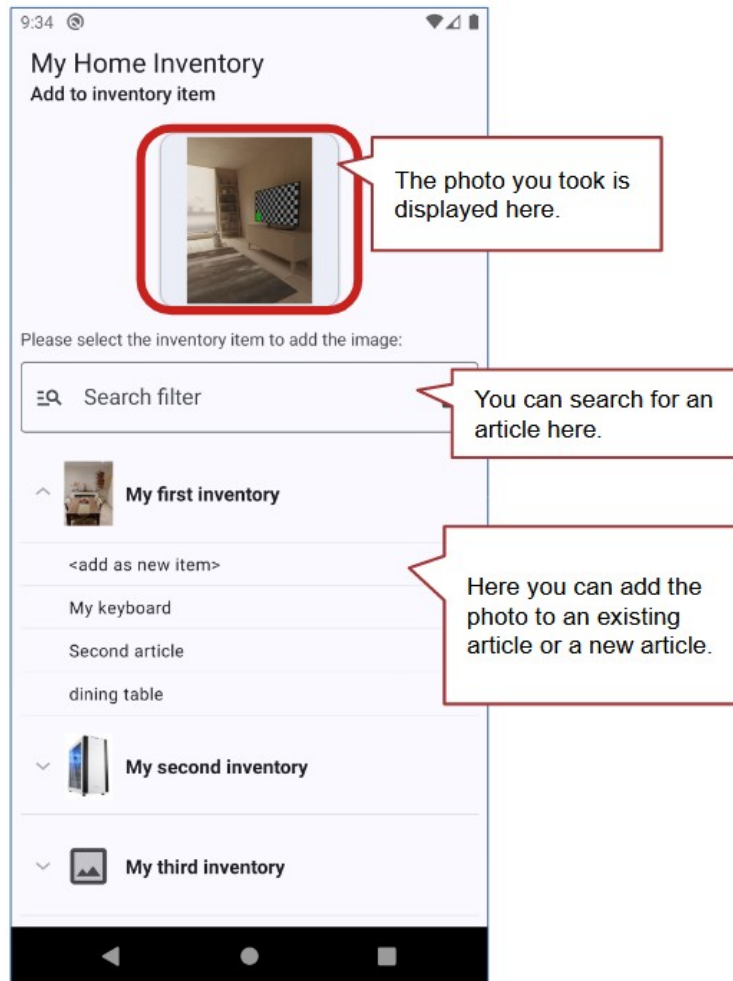 9:34
My Home Inventory
Add to inventory item
The photo you took is
displayed here.
Please select the inventory item to add the image:
Search filter
You can search for an
article here.
My first inventory
<add as new item>
Here you can add the
photo to an existing
article or a new article.
My keyboard
Second article
dining table
My second inventory
My third inventory